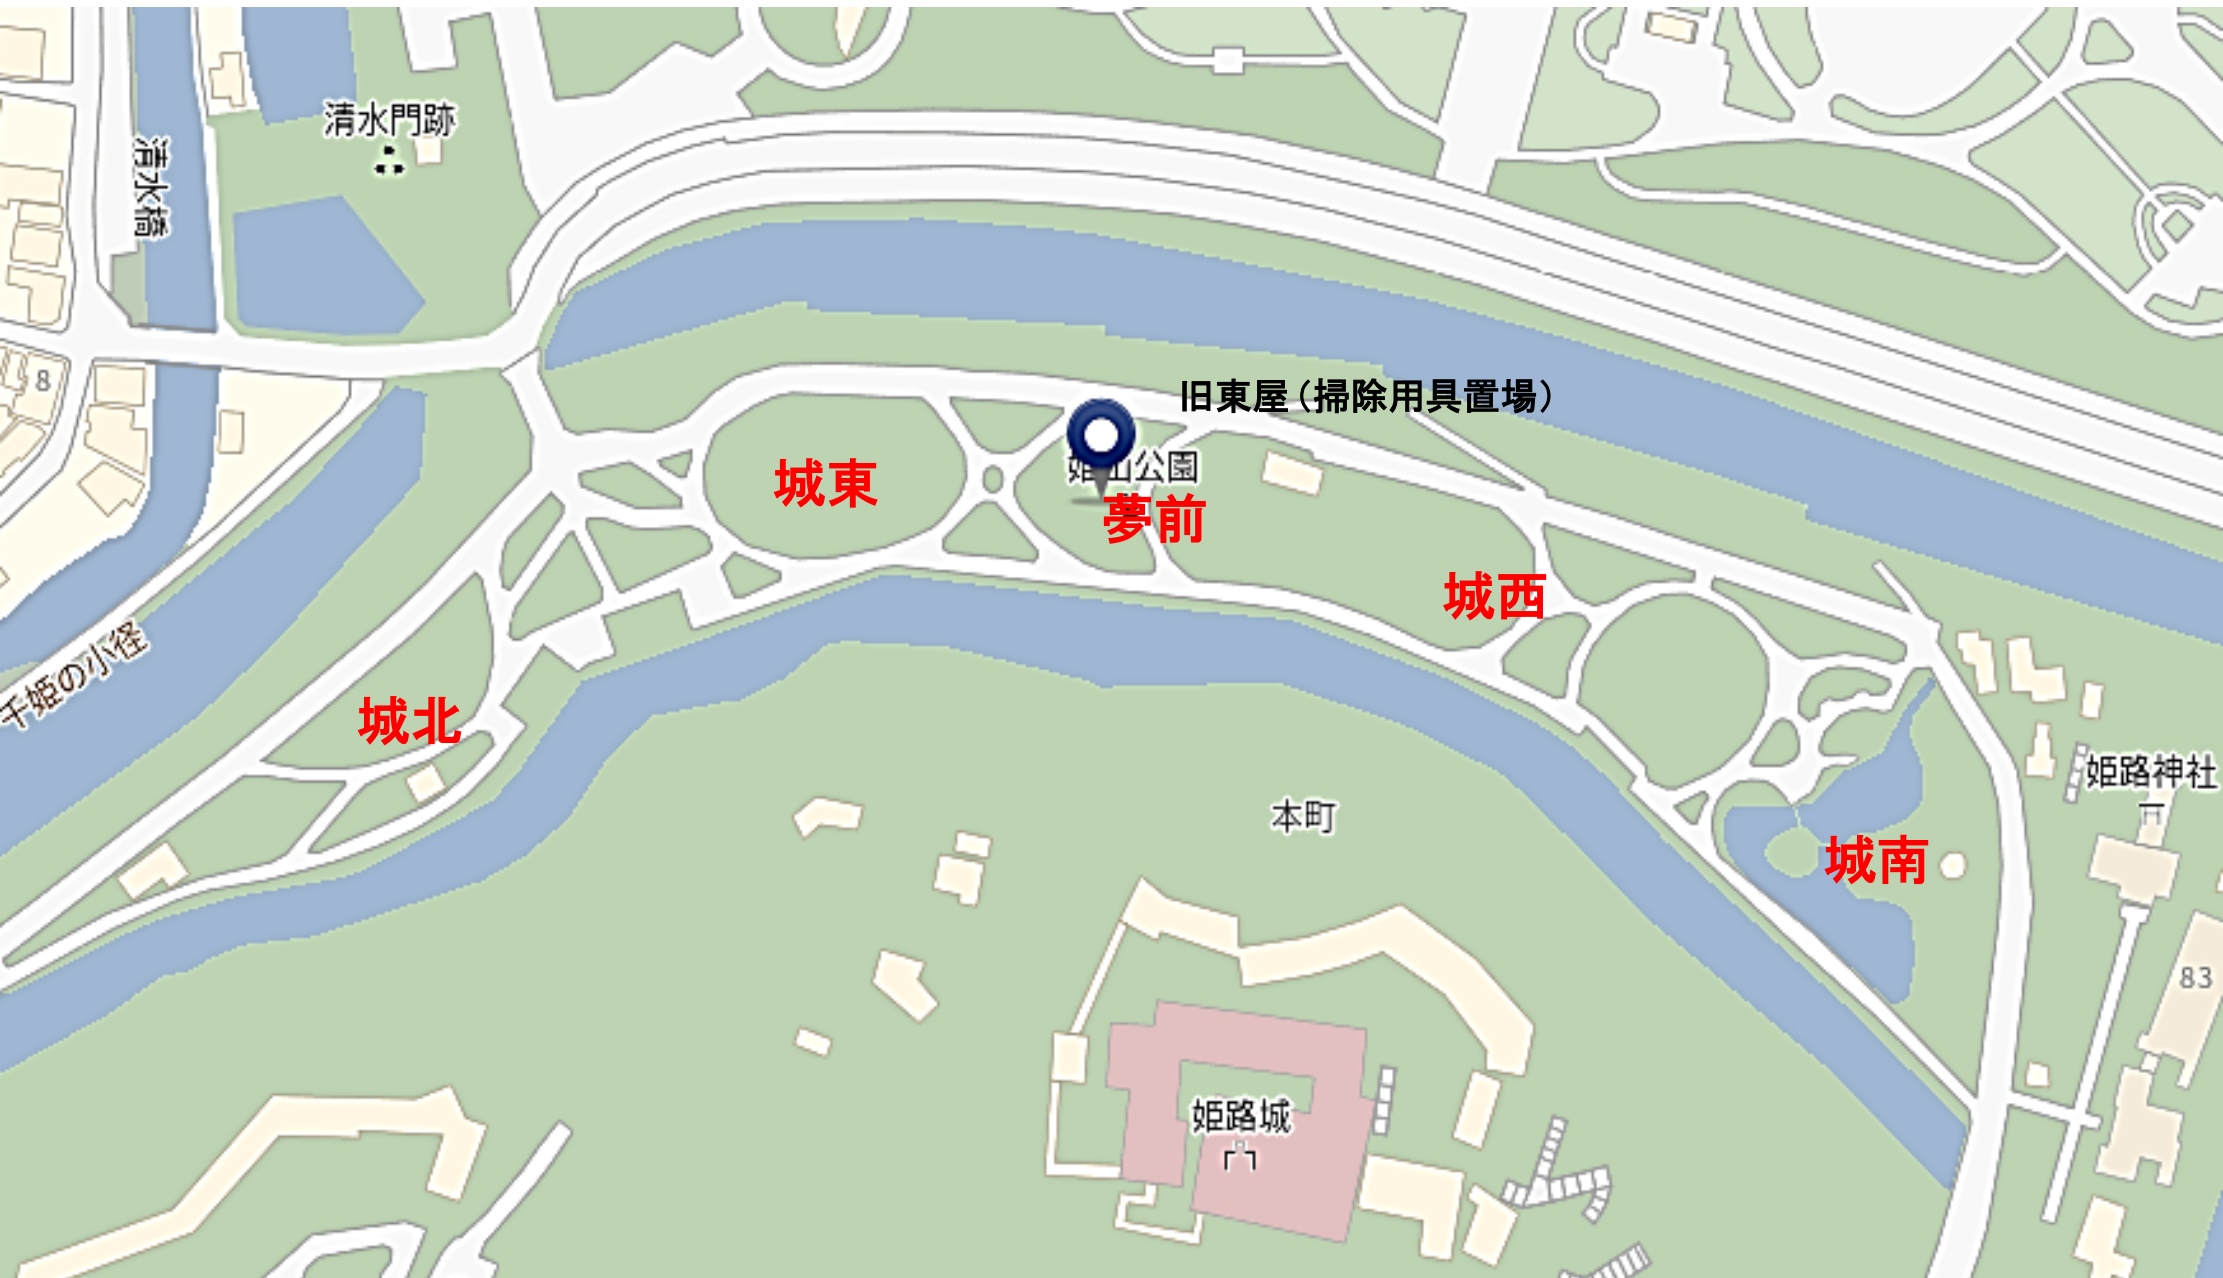 清水門跡
清水橋
8
旧東屋（掃除用具置場）
姫山公園
城東
夢前
城西
千姫の小径
城北
姫路神社
本町
城南
83
姫路城